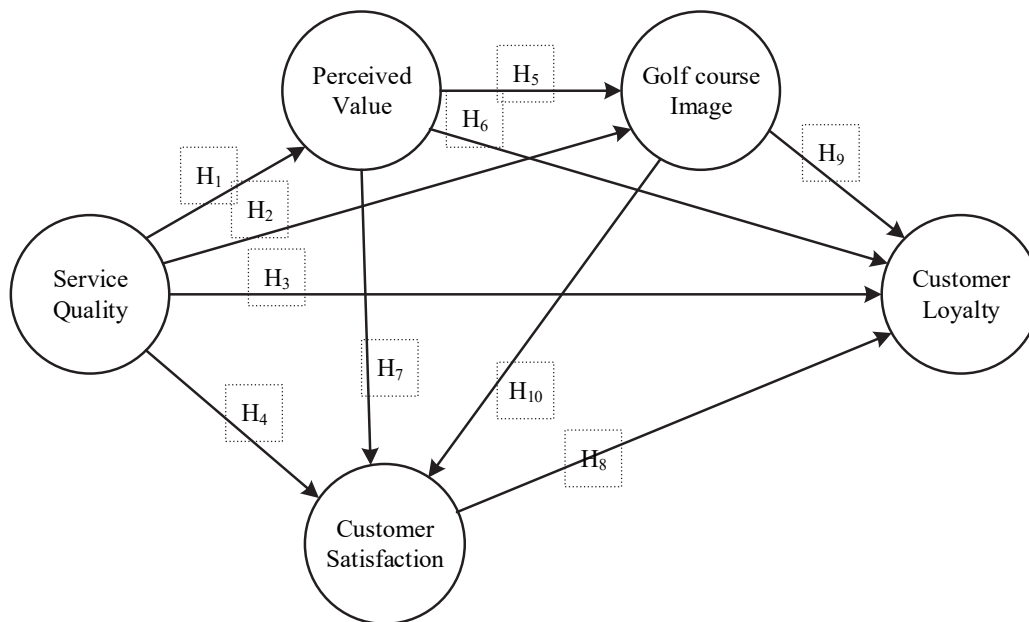 Perceived
Value
H5
Golf course
Image
H6
H1
H9
H2
Service
Quality
H3
Customer
Loyalty
H7
H10
H4
H8
Customer
Satisfaction